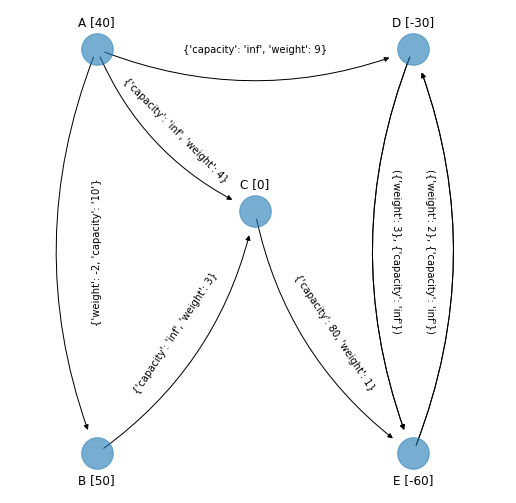 A [40]
D [-30]
{'capacity': 'inf', 'weight': 9}
{'capacity': 'inf', 'weight': 4}
C [0]
{'weight': -2, 'capacity': '10'}
({'weight': 3}, {'capacity': 'inf'})
({'weight': 2}, {'capacity': 'inf'})
{'capacity': 'inf', 'weight': 3}
{'capacity': 80, 'weight': 1}
B [50]
E [-60]